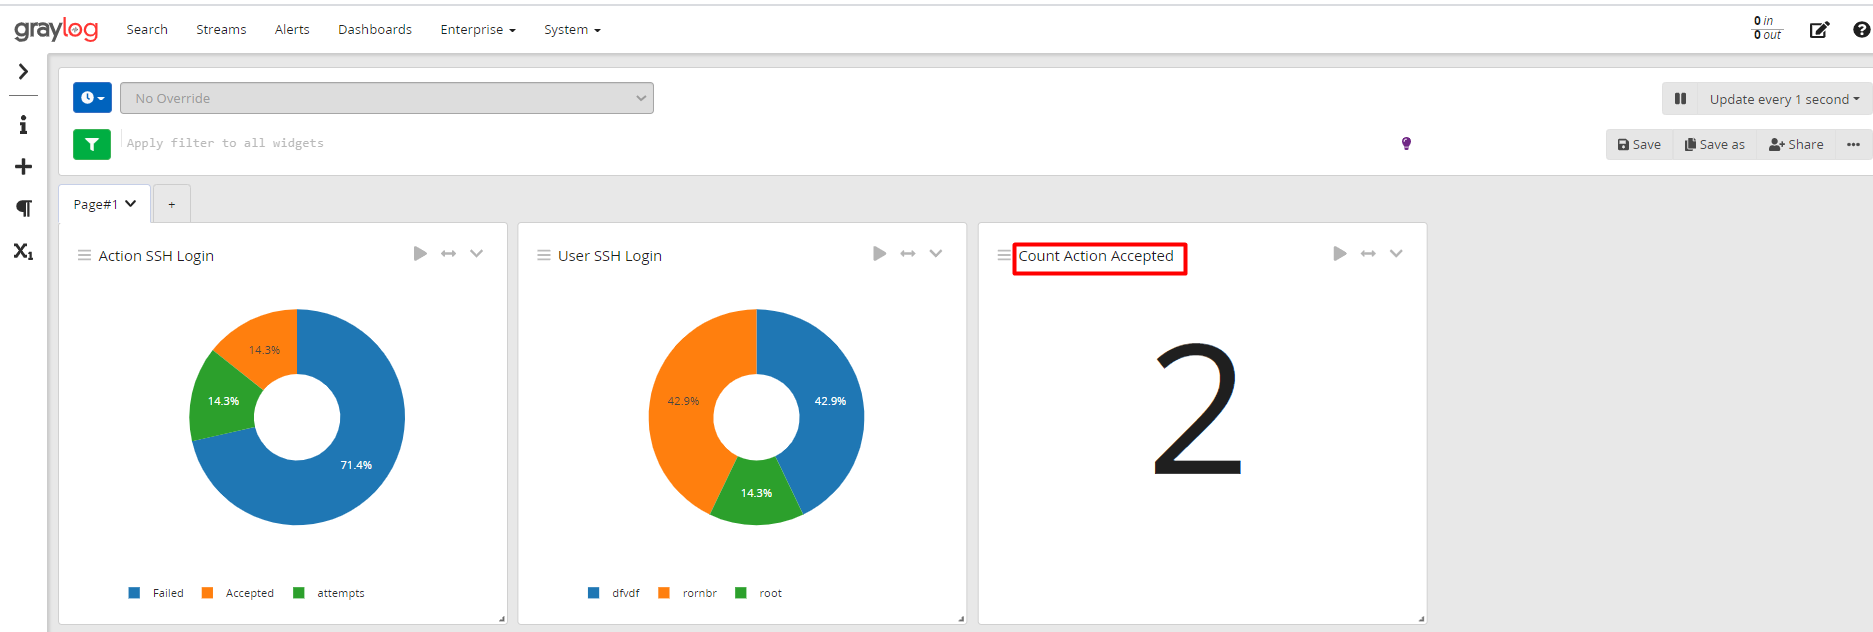 graylog Search Streams Alerts Dashboards Enterprise System
0 in
0 out
No Override
Update every 1 second
Apply filter to all widgets
Save Save as Share
Page#1 +
Action SSH Login
14.3%
14.3%
71.4%
Failed Accepted attempts
User SSH Login
42.9%
42.9%
14.3%
dfvdf rornbr root
Count Action Accepted
2
X1